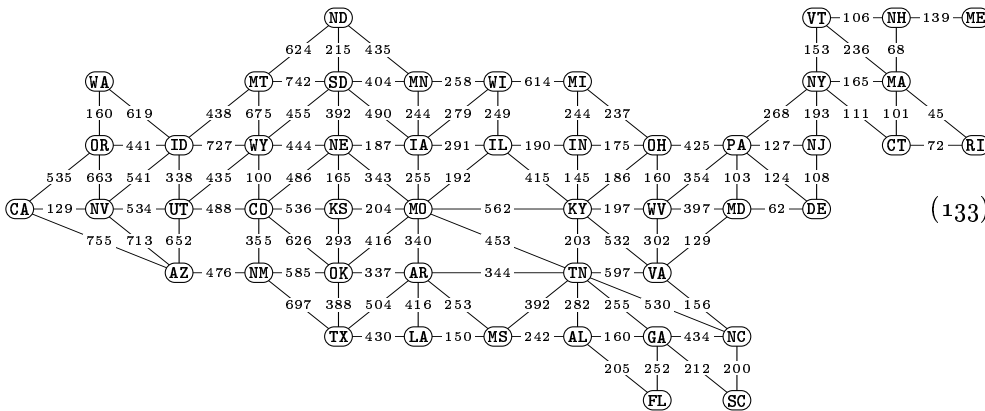 ND VT 106 NH 139 ME
624 215 435 153 236 68
WA MT 742 SD 404 MN 258 WI 614 MI NY 165 MA
160 619 438 675 455 392 490 244 279 249 244 237 268 193 111 101 45
OR 441 ID 727 WY 444 NE 187 IA 291 IL 190 IN 175 OH 425 PA 127 NJ CT 72 RI
535 663 541 338 435 100 486 165 343 255 192 415 145 186 160 354 103 124 108
CA 129 NV 534 UT 488 CO 536 KS 204 MO 562 KY 197 WV 397 MD 62 DE (133)
755 713 652 355 626 293 416 340 453 203 532 302 129
AZ 476 NM 585 OK 337 AR 344 TN 597 VA
697 388 504 416 253 392 282 255 530 156
TX 430 LA 150 MS 242 AL 160 GA 434 NC
205 252 212 200
FL SC